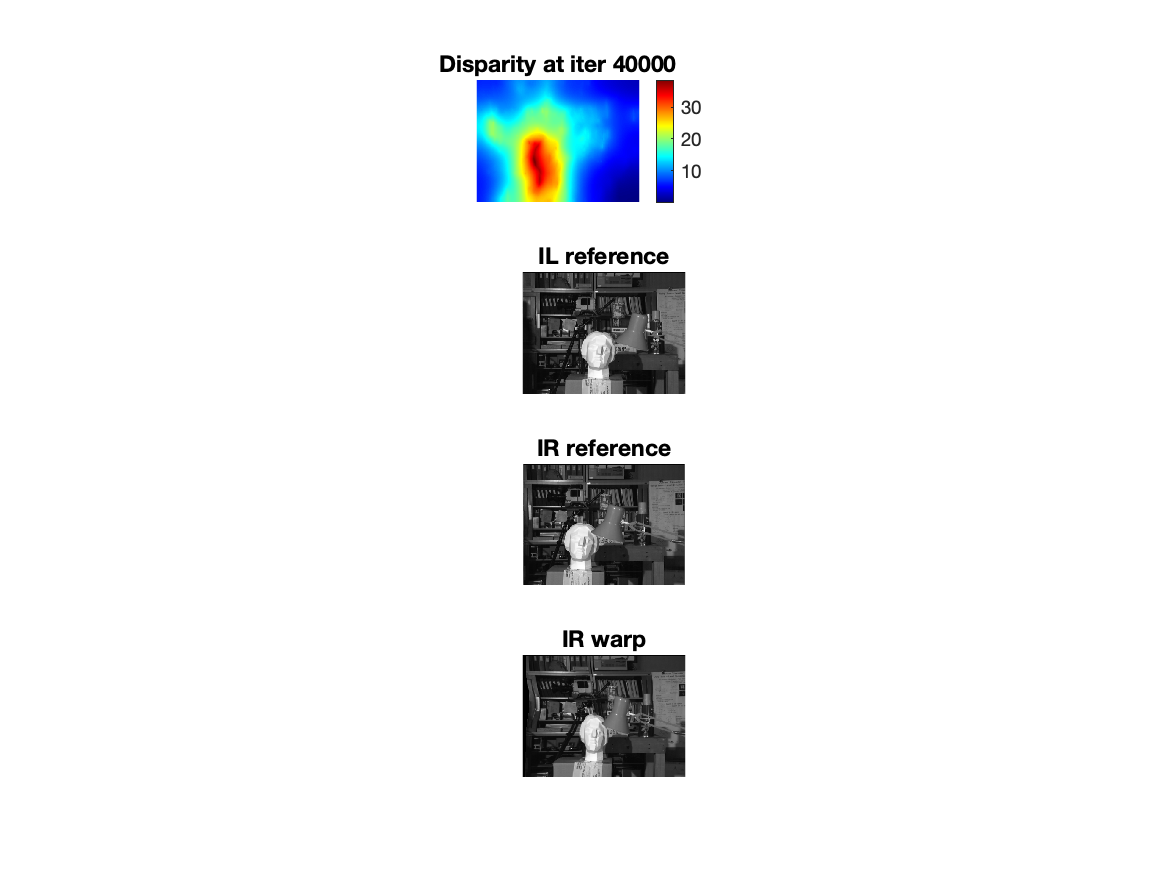 Disparity at iter 40000
30
20
10
IL reference
IR reference
IR warp